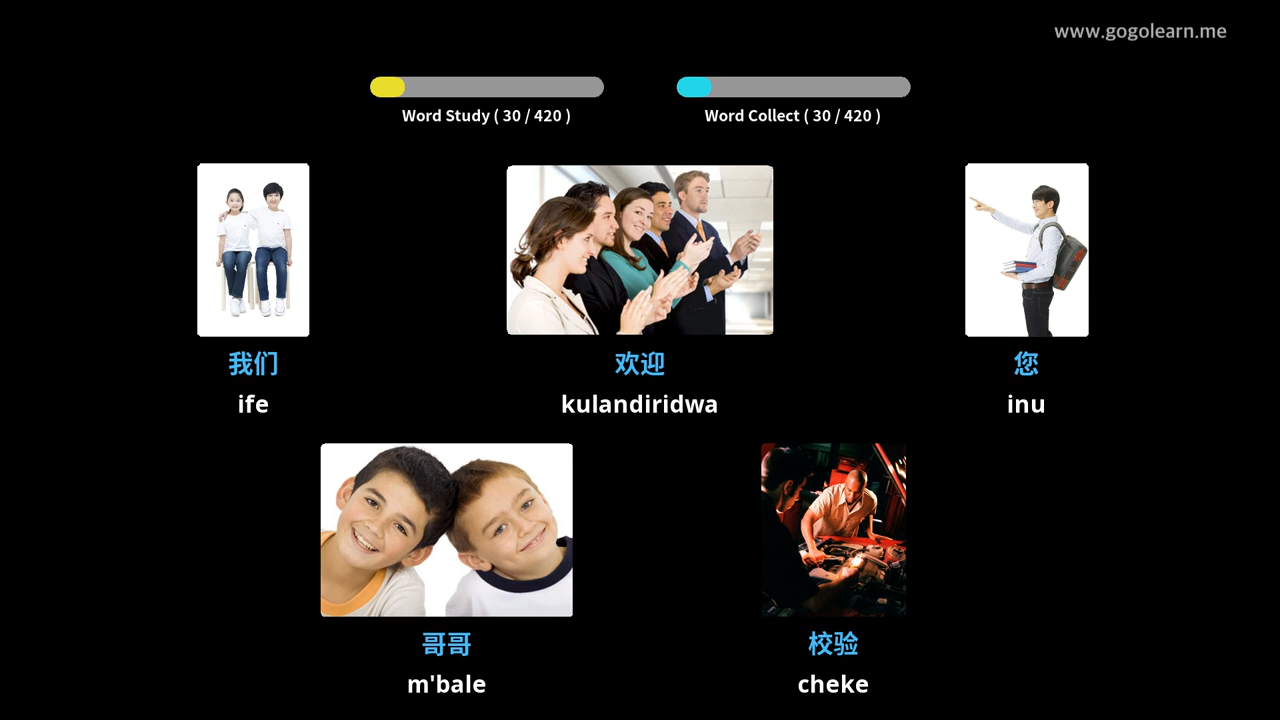 www.gogolearn.me
Word Study ( 30 / 420 )
Word Collect ( 30 / 420 )
我们
欢迎
您
ife
kulandiridwa
inu
哥哥
校验
m'bale
cheke